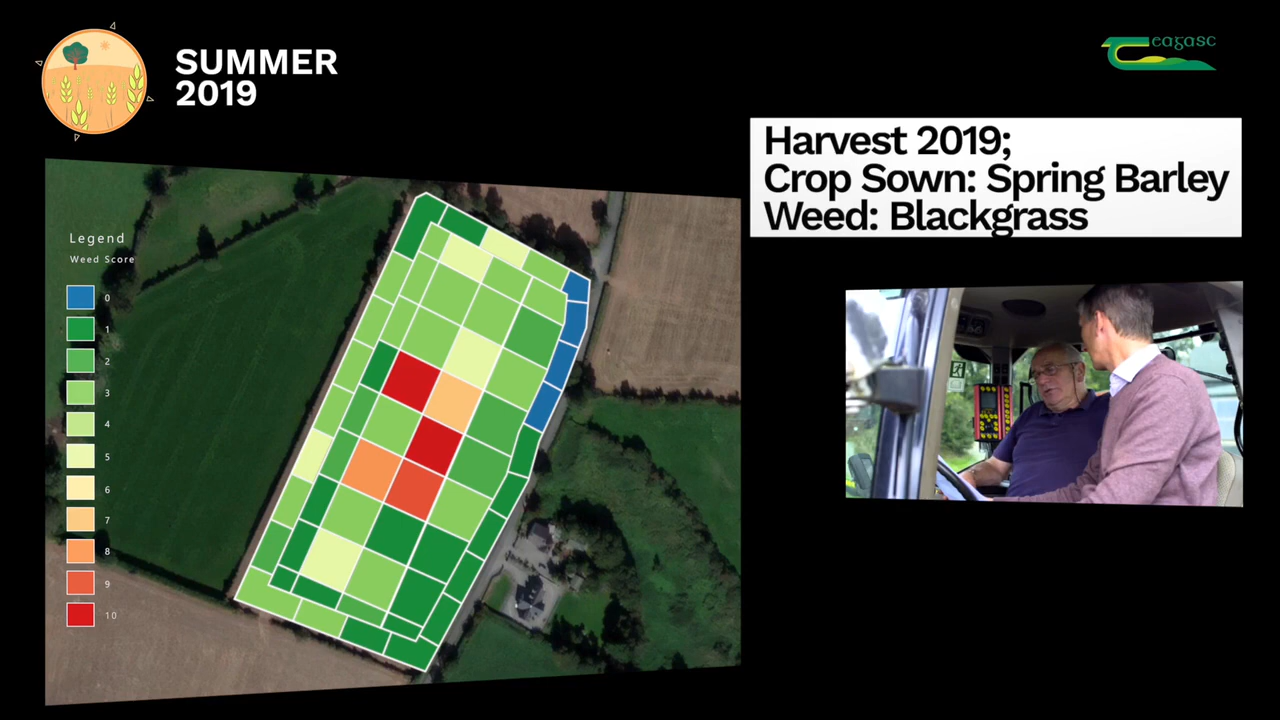 SUMMER
2019
eagasc
Harvest 2019;
Crop Sown: Spring Barley
Weed: Blackgrass
Legend
Weed Score
0
1
2
3
4
5
6
7
8
9
10